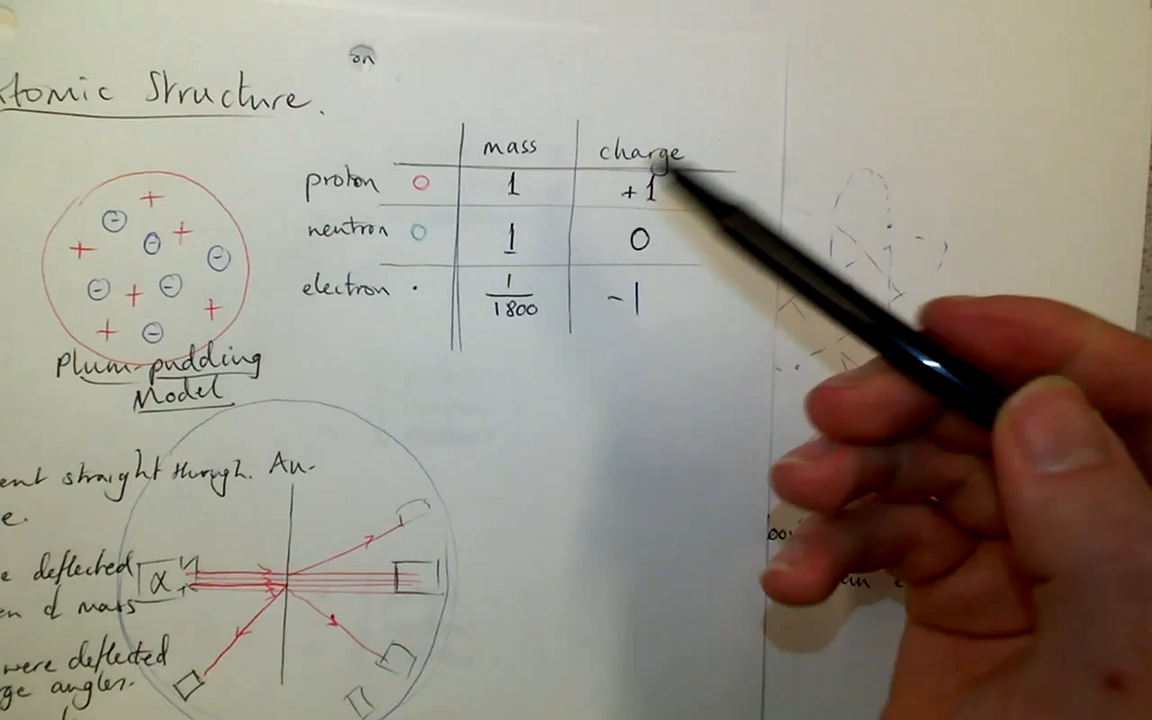 on
Atomic Structure.
mass charge
proton 1 +1
neutron 1 0
electron 1/1800 -1
+ - + - + - - + - + + -
Plum-pudding
Model
ent straight through. Au.
e.
e deflected
α
en d mass
were deflected
ge angles.